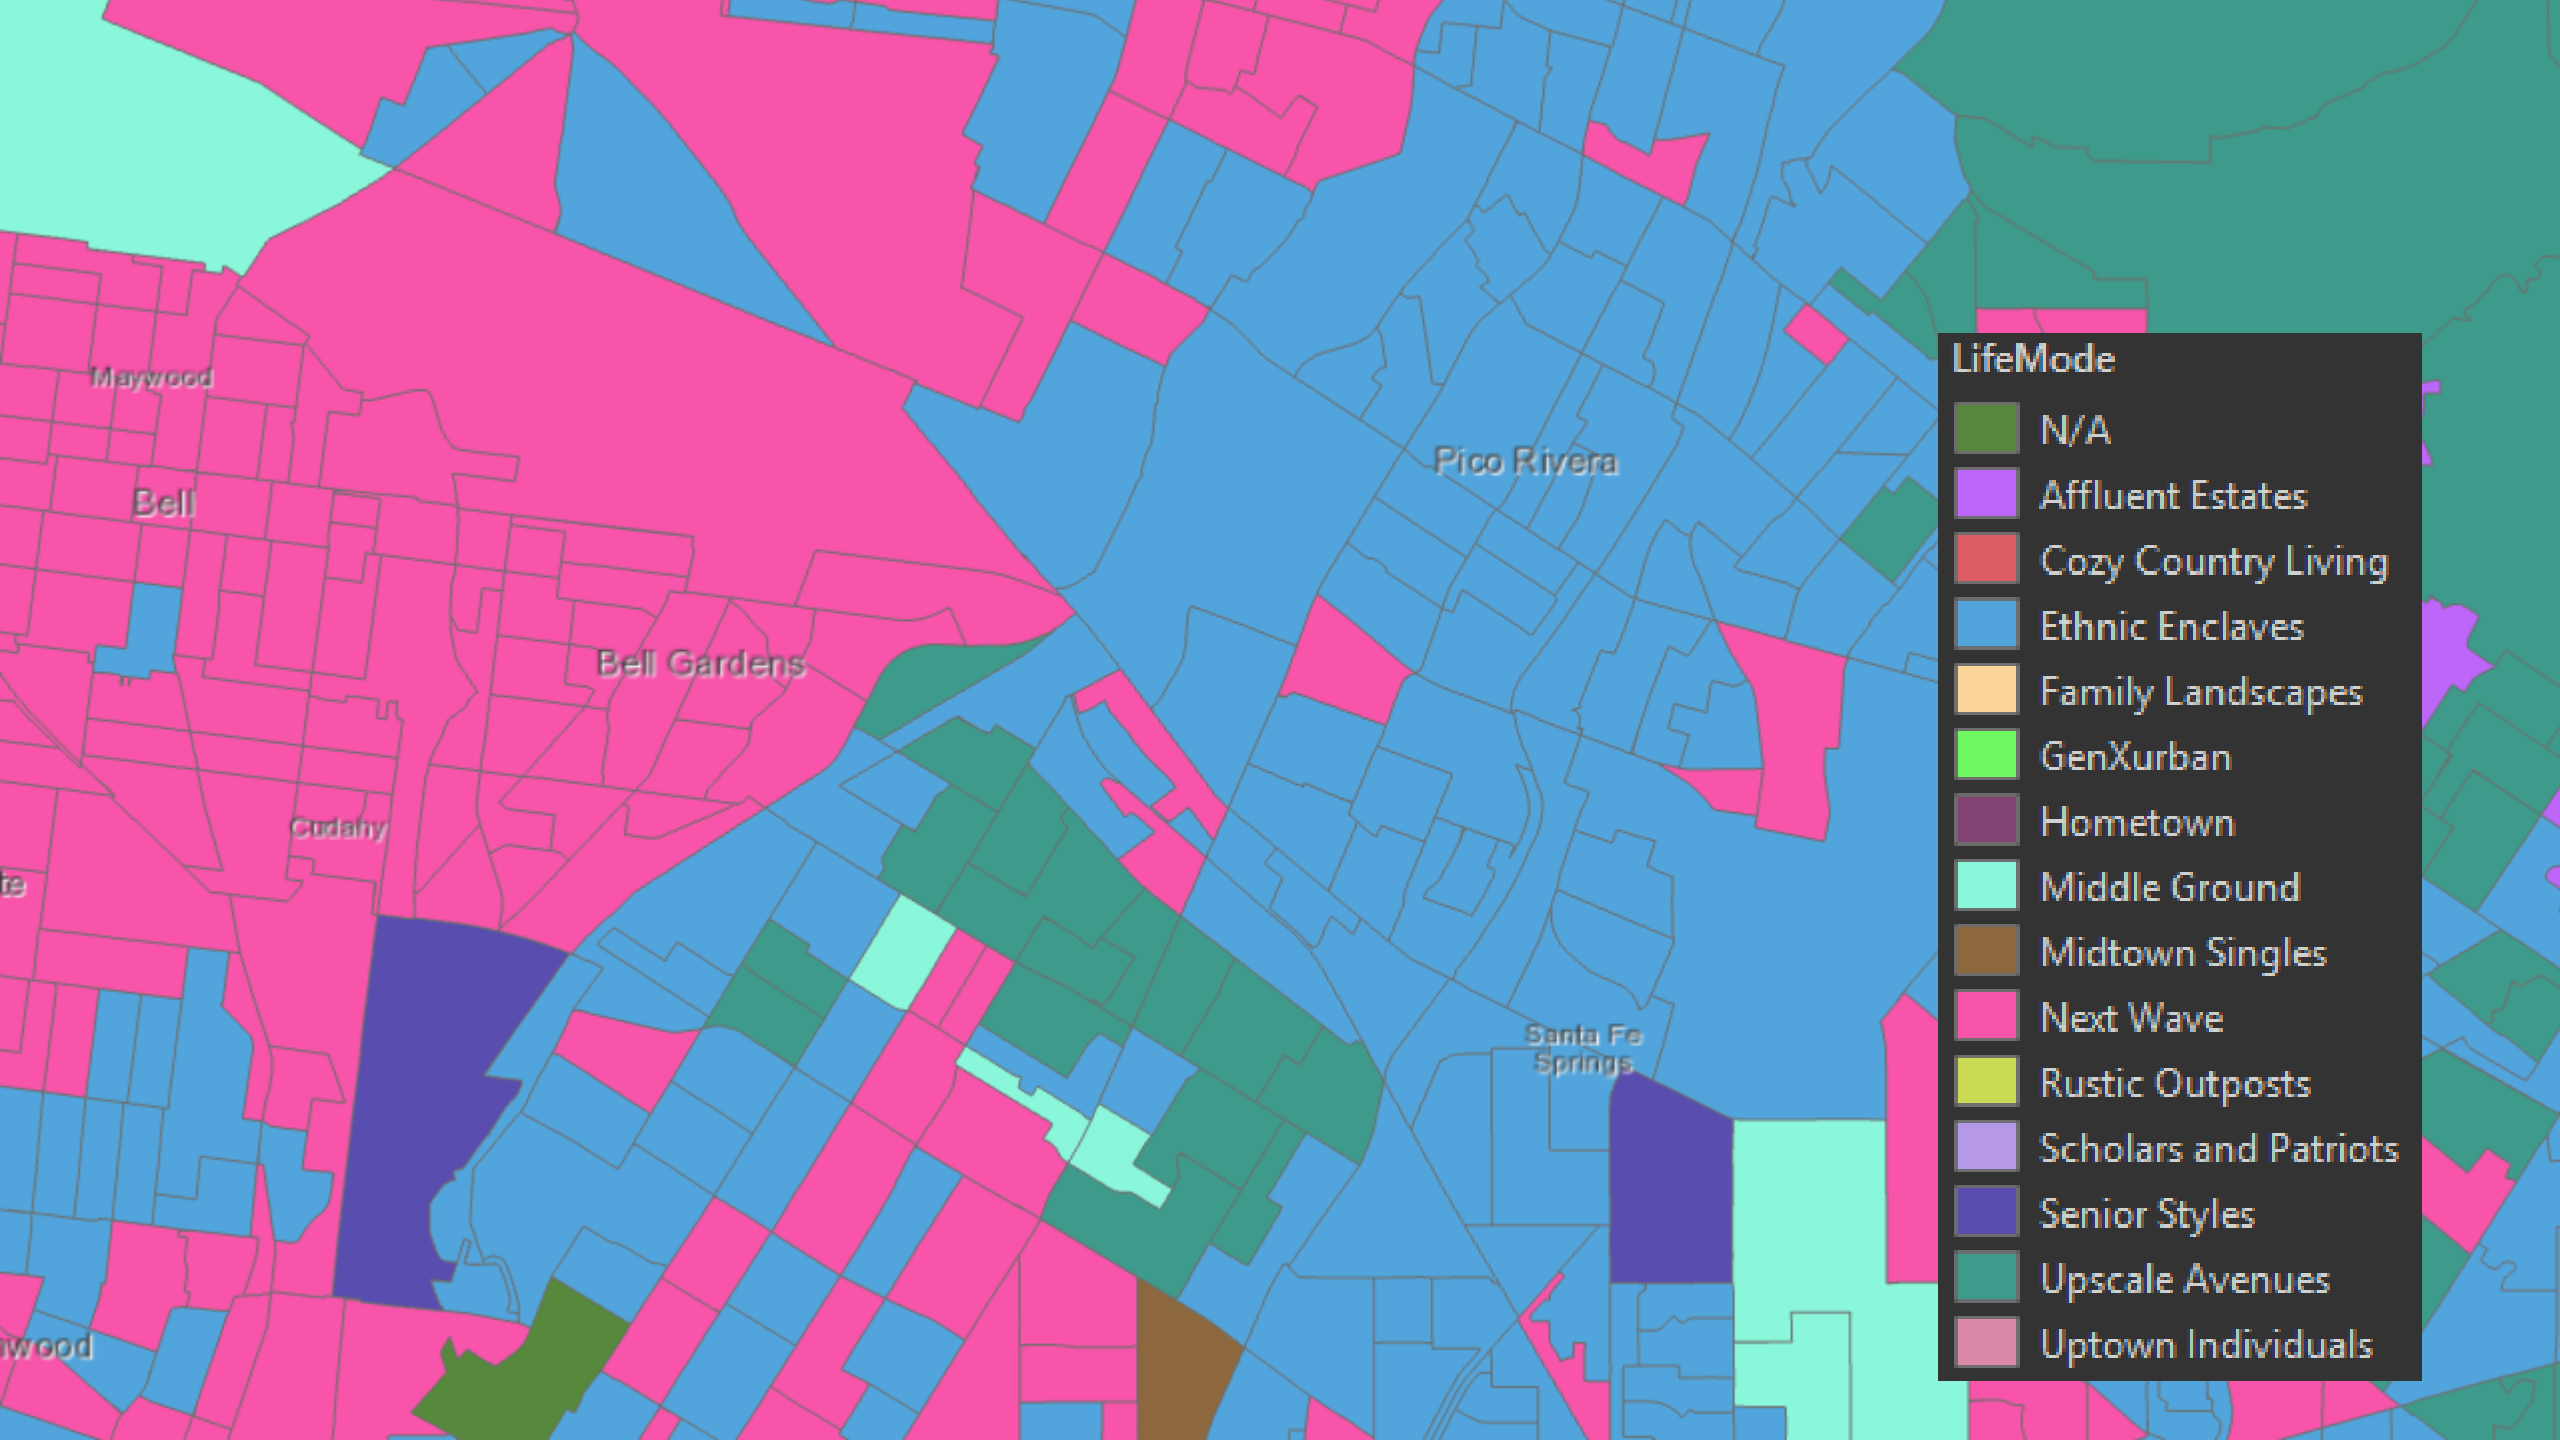 Maywood
Bell
Bell Gardens
Cudahy
te
wood
Pico Rivera
Santa Fe
Springs
LifeMode
N/A
Affluent Estates
Cozy Country Living
Ethnic Enclaves
Family Landscapes
GenXurban
Hometown
Middle Ground
Midtown Singles
Next Wave
Rustic Outposts
Scholars and Patriots
Senior Styles
Upscale Avenues
Uptown Individuals